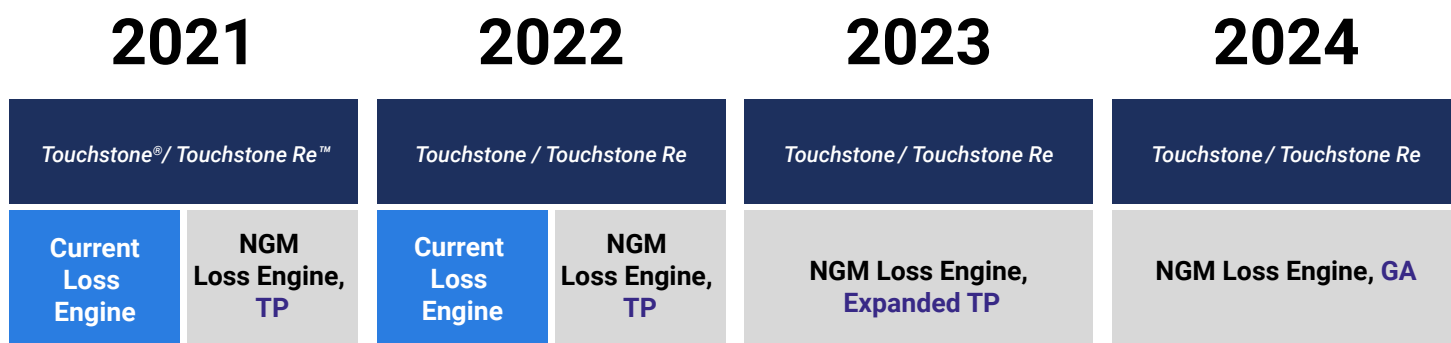 2021
2022
2023
2024
Touchstone®/ Touchstone Re™
Touchstone / Touchstone Re
Touchstone / Touchstone Re
Touchstone / Touchstone Re
Current
Loss
Engine
NGM
Loss Engine,
TP
Current
Loss
Engine
NGM
Loss Engine,
TP
NGM Loss Engine,
Expanded TP
NGM Loss Engine, GA